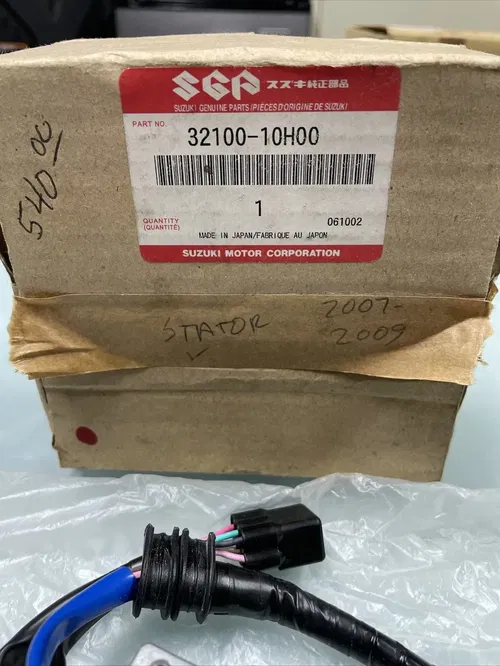 SGP スズキ純正部品
SUZUKI GENUINE PARTS (PIÈCES D'ORIGINE DE SUZUKI)
PART NO.
32100-10H00
1
QUANTITY
(QUANTITÉ)
061002
MADE IN JAPAN/FABRIQUE AU JAPON
SUZUKI MOTOR CORPORATION
540 00
STATOR
2007-
2009